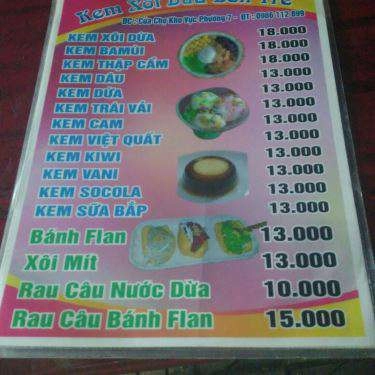 Kem Xôi Dừa Bến Tre
ĐC: Cửa Chợ Khu Vực Phường 7 - ĐT: 0986 112 699
KEM XÔI DỪA 18.000
KEM BAMÚI 18.000
KEM THẬP CẨM 18.000
KEM DÂU 13.000
KEM DỪA 13.000
KEM TRÁI VẢI 13.000
KEM CAM 13.000
KEM VIỆT QUẤT 13.000
KEM KIWI 13.000
KEM VANI 13.000
KEM SOCOLA 13.000
KEM SỮA BẮP 13.000
Bánh Flan 13.000
Xôi Mít 13.000
Rau Câu Nước Dừa 10.000
Rau Câu Bánh Flan 15.000